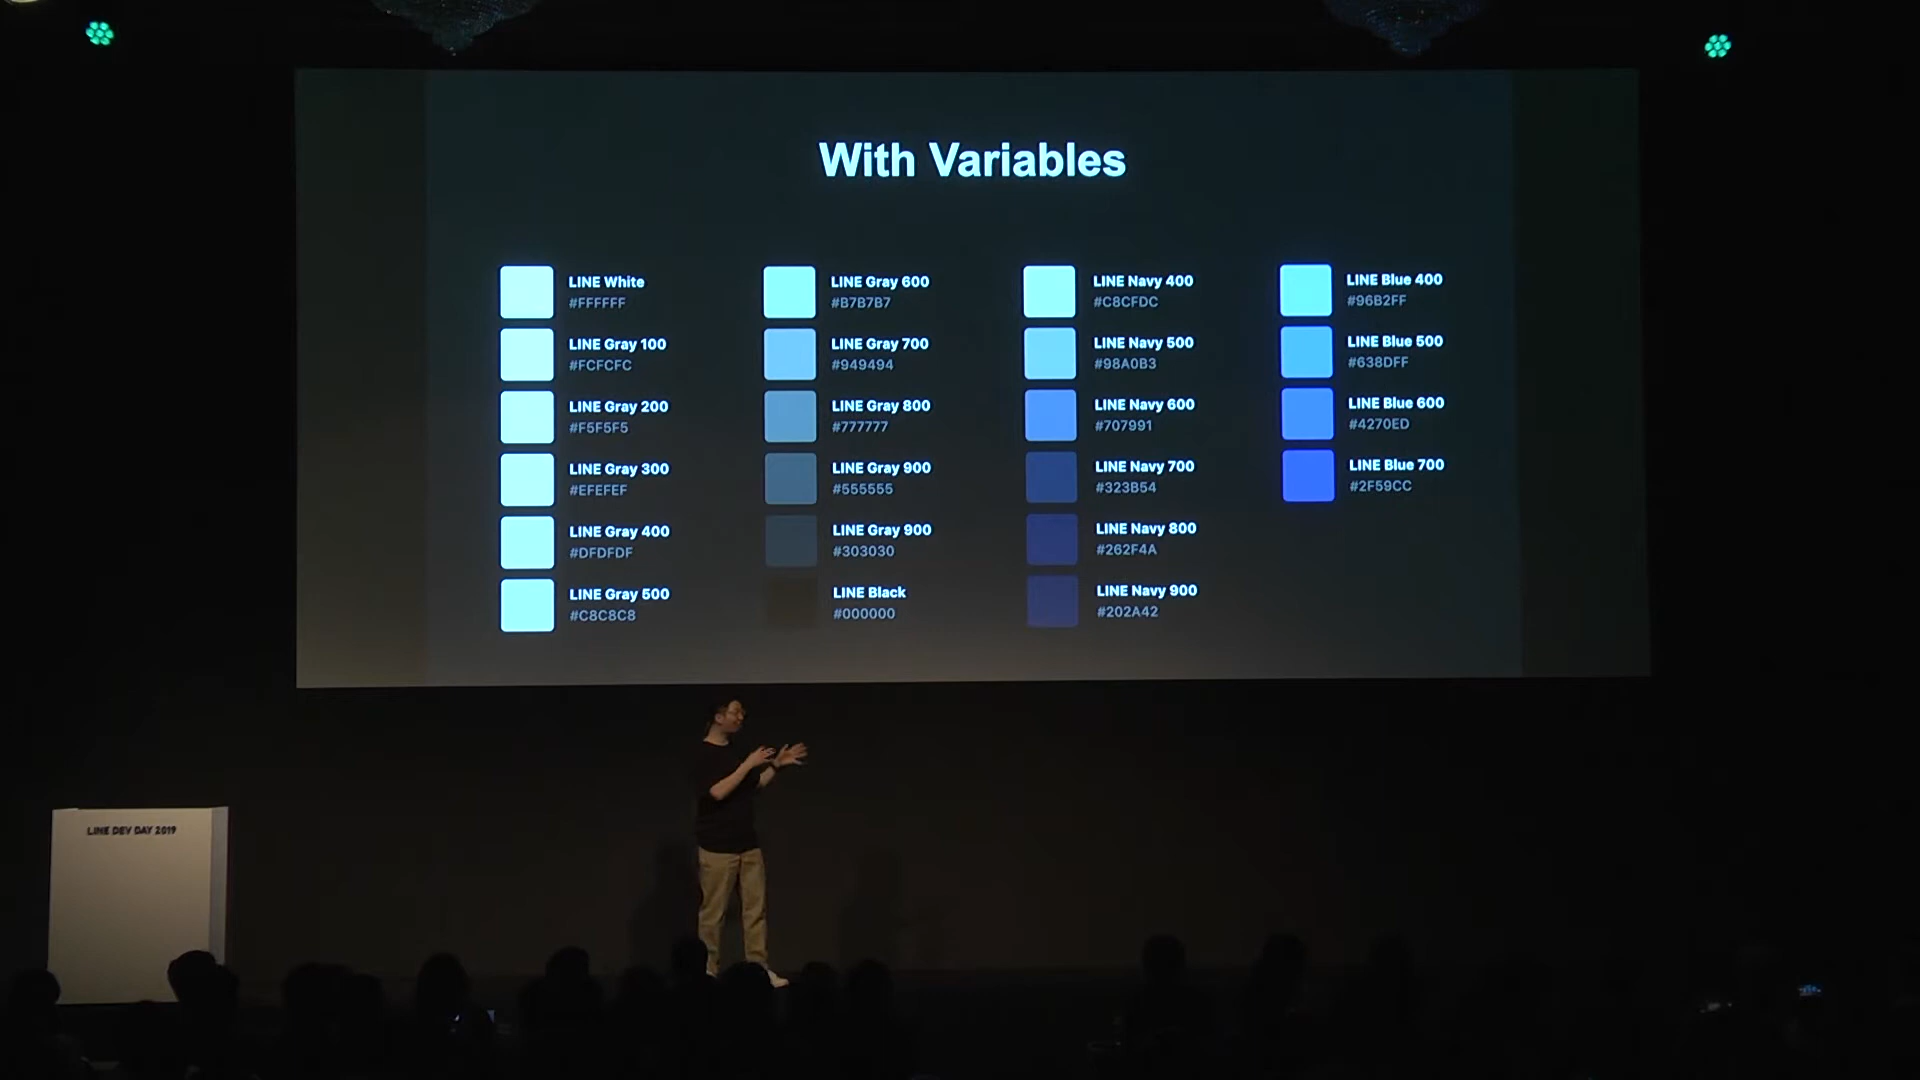 With Variables
LINE White
#FFFFFF
LINE Gray 100
#FCFCFC
LINE Gray 200
#F5F5F5
LINE Gray 300
#EFEFEF
LINE Gray 400
#DFDFDF
LINE Gray 500
#C8C8C8
LINE Gray 600
#B7B7B7
LINE Gray 700
#949494
LINE Gray 800
#777777
LINE Gray 900
#555555
LINE Gray 900
#303030
LINE Black
#000000
LINE Navy 400
#C8CFDC
LINE Navy 500
#98A0B3
LINE Navy 600
#707991
LINE Navy 700
#323B54
LINE Navy 800
#262F4A
LINE Navy 900
#202A42
LINE Blue 400
#96B2FF
LINE Blue 500
#638DFF
LINE Blue 600
#4270ED
LINE Blue 700
#2F59CC
LINE DEV DAY 2019